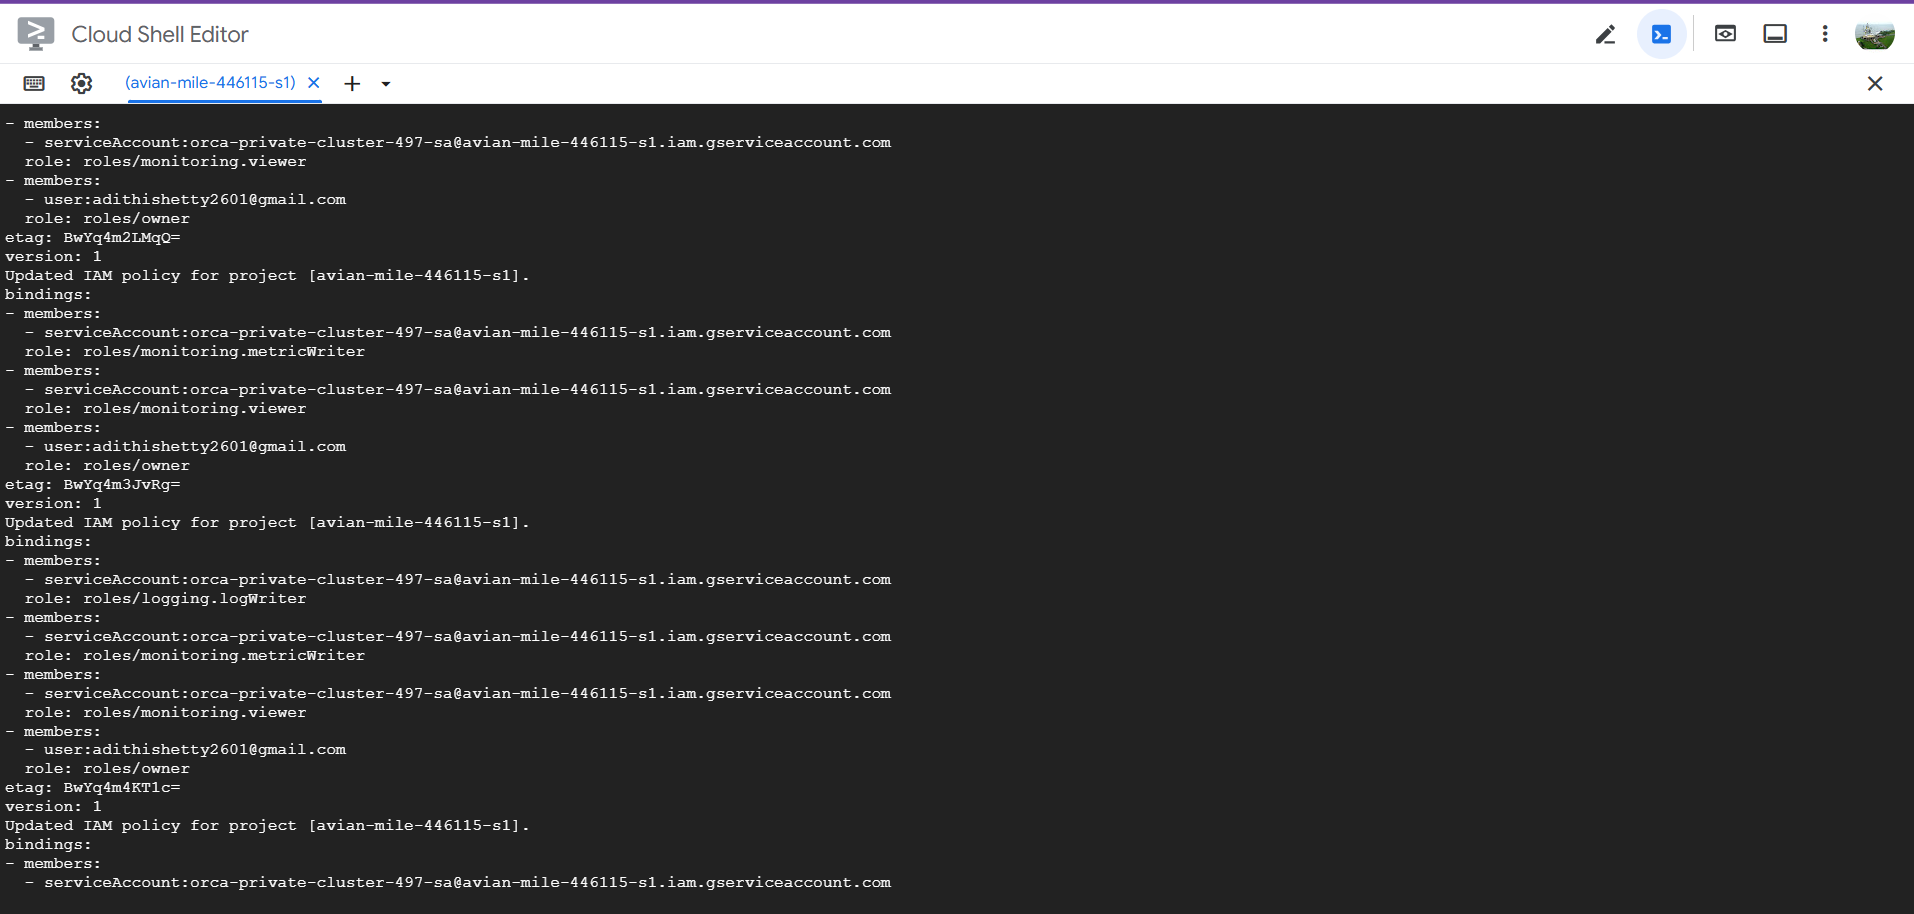 Cloud Shell Editor
(avian-mile-446115-s1)
- members:
  - serviceAccount:orca-private-cluster-497-sa@avian-mile-446115-s1.iam.gserviceaccount.com
  role: roles/monitoring.viewer
- members:
  - user:adithishetty2601@gmail.com
  role: roles/owner
etag: BwYq4m2LMqQ=
version: 1
Updated IAM policy for project [avian-mile-446115-s1].
bindings:
- members:
  - serviceAccount:orca-private-cluster-497-sa@avian-mile-446115-s1.iam.gserviceaccount.com
  role: roles/monitoring.metricWriter
- members:
  - serviceAccount:orca-private-cluster-497-sa@avian-mile-446115-s1.iam.gserviceaccount.com
  role: roles/monitoring.viewer
- members:
  - user:adithishetty2601@gmail.com
  role: roles/owner
etag: BwYq4m3JvRg=
version: 1
Updated IAM policy for project [avian-mile-446115-s1].
bindings:
- members:
  - serviceAccount:orca-private-cluster-497-sa@avian-mile-446115-s1.iam.gserviceaccount.com
  role: roles/logging.logWriter
- members:
  - serviceAccount:orca-private-cluster-497-sa@avian-mile-446115-s1.iam.gserviceaccount.com
  role: roles/monitoring.metricWriter
- members:
  - serviceAccount:orca-private-cluster-497-sa@avian-mile-446115-s1.iam.gserviceaccount.com
  role: roles/monitoring.viewer
- members:
  - user:adithishetty2601@gmail.com
  role: roles/owner
etag: BwYq4m4KT1c=
version: 1
Updated IAM policy for project [avian-mile-446115-s1].
bindings:
- members:
  - serviceAccount:orca-private-cluster-497-sa@avian-mile-446115-s1.iam.gserviceaccount.com